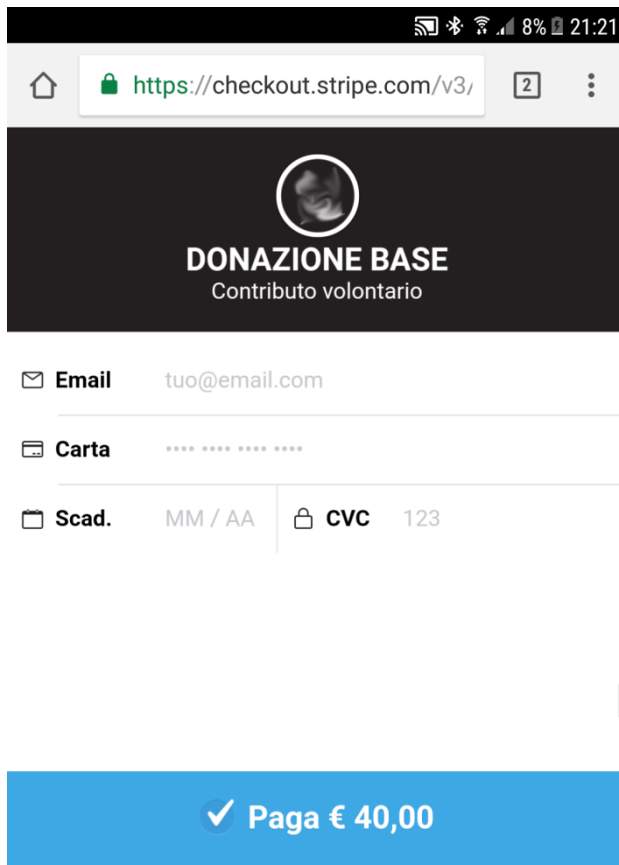 8% 21:21
https://checkout.stripe.com/v3/
2
DONAZIONE BASE
Contributo volontario
Email tuo@email.com
Carta •••• •••• •••• ••••
Scad. MM / AA CVC 123
Paga € 40,00